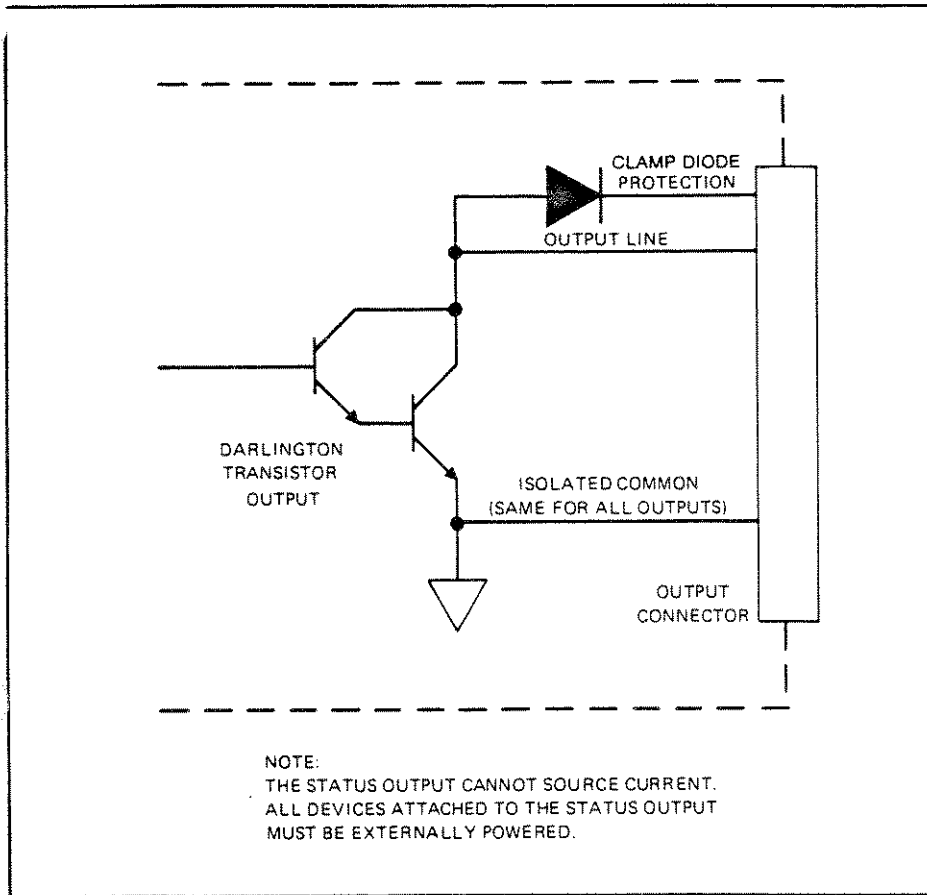 CLAMP DIODE
PROTECTION
OUTPUT LINE
DARLINGTON
TRANSISTOR
OUTPUT
ISOLATED COMMON
(SAME FOR ALL OUTPUTS)
OUTPUT
CONNECTOR
NOTE:
THE STATUS OUTPUT CANNOT SOURCE CURRENT.
ALL DEVICES ATTACHED TO THE STATUS OUTPUT
MUST BE EXTERNALLY POWERED.